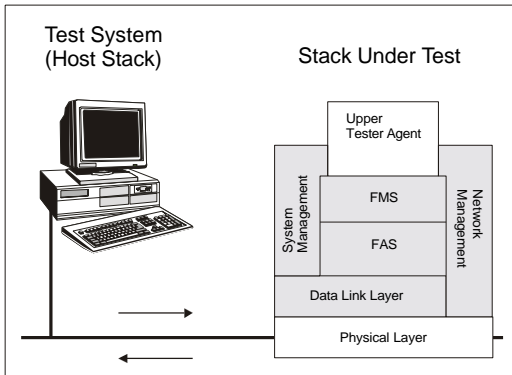 Test System
(Host Stack)
Stack Under Test
Upper
Tester Agent
System
Management
FMS
FAS
Network
Management
Data Link Layer
Physical Layer